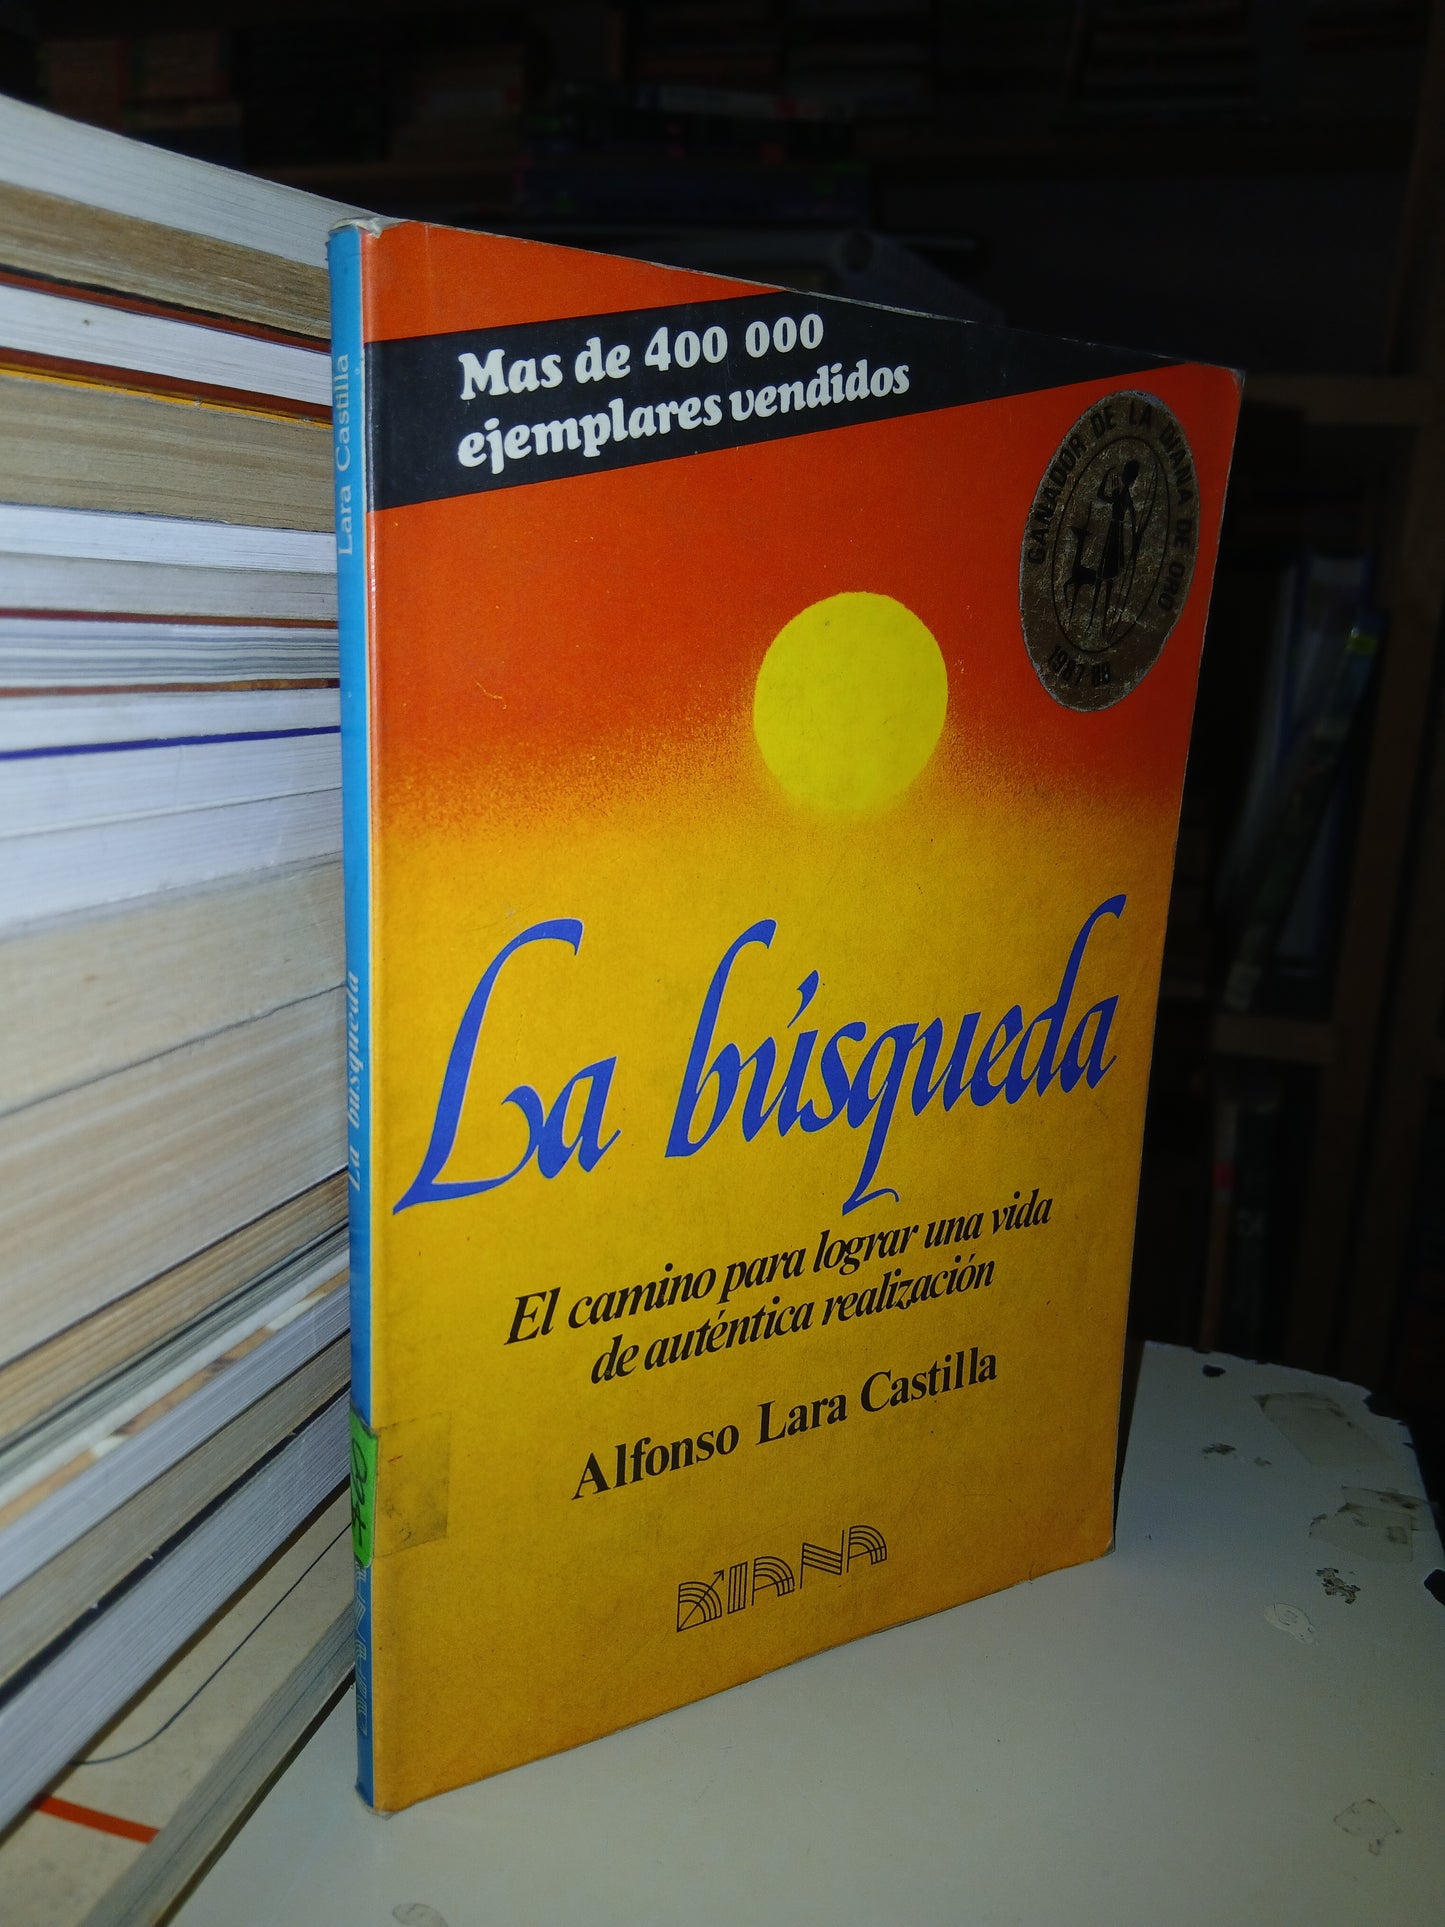 Mas de 400 000
ejemplares vendidos
GANADOR DE LA DIANA DE ORO
La búsqueda
El camino para lograr una vida
de auténtica realización
Alfonso Lara Castilla
DIANA
Lara Castilla
La búsqueda